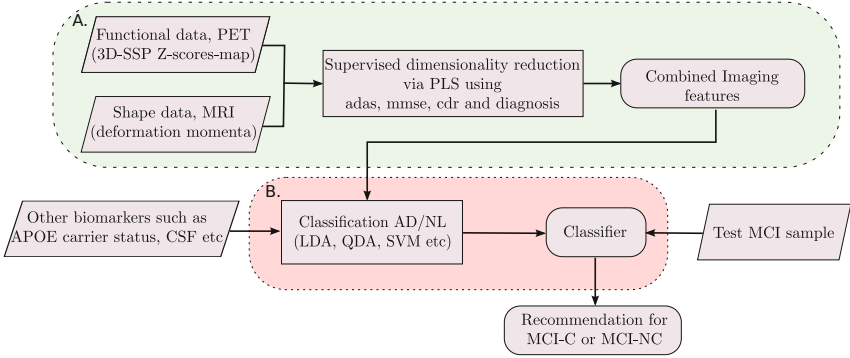 A.
Functional data, PET
(3D-SSP Z-scores-map)
Shape data, MRI
(deformation momenta)
Supervised dimensionality reduction
via PLS using
adas, mmse, cdr and diagnosis
Combined Imaging
features
B.
Other biomarkers such as
APOE carrier status, CSF etc
Classification AD/NL
(LDA, QDA, SVM etc)
Classifier
Test MCI sample
Recommendation for
MCI-C or MCI-NC